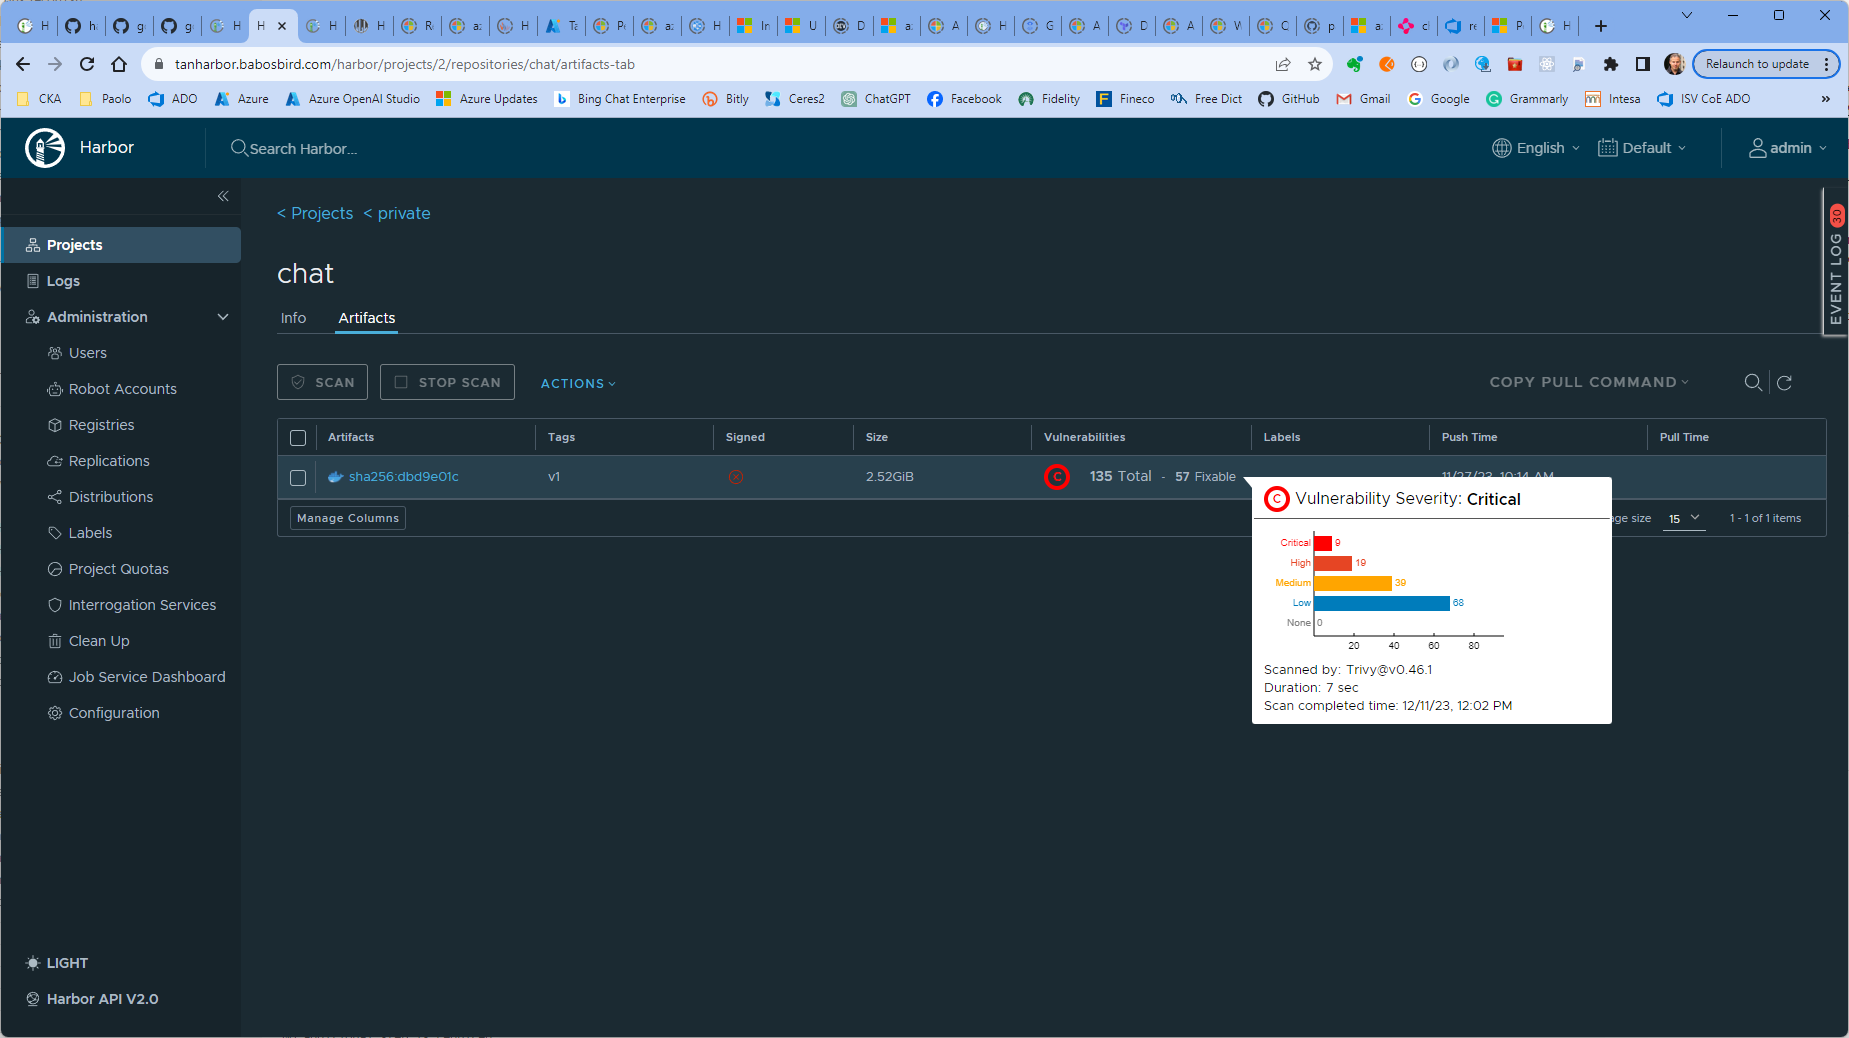 H
h
g
g
H
H
H
H
R
a
H
Ta
P
a
H
In
U
D
a
A
H
G
A
D
A
V
Q
p
a
cl
re
P
H
tanharbor.babosbird.com/harbor/projects/2/repositories/chat/artifacts-tab
Relaunch to update
CKA Paolo ADO Azure Azure OpenAI Studio Azure Updates Bing Chat Enterprise Bitly Ceres2 ChatGPT Facebook Fidelity Fineco Free Dict GitHub Gmail Google Grammarly Intesa ISV CoE ADO »
Harbor
Search Harbor...
English
Default
admin
Projects
Logs
Administration
Users
Robot Accounts
Registries
Replications
Distributions
Labels
Project Quotas
Interrogation Services
Clean Up
Job Service Dashboard
Configuration
LIGHT
Harbor API V2.0
< Projects < private
chat
Info Artifacts
SCAN STOP SCAN ACTIONS COPY PULL COMMAND
Artifacts Tags Signed Size Vulnerabilities Labels Push Time Pull Time
sha256:dbd9e01c v1 2.52GiB C 135 Total - 57 Fixable 11/27/23, 10:14 AM
Manage Columns 15 1 - 1 of 1 items
C Vulnerability Severity: Critical
Critical 9
High 19
Medium 39
Low 68
None 0
20 40 60 80
Scanned by: Trivy@v0.46.1
Duration: 7 sec
Scan completed time: 12/11/23, 12:02 PM
EVENT LOG 30